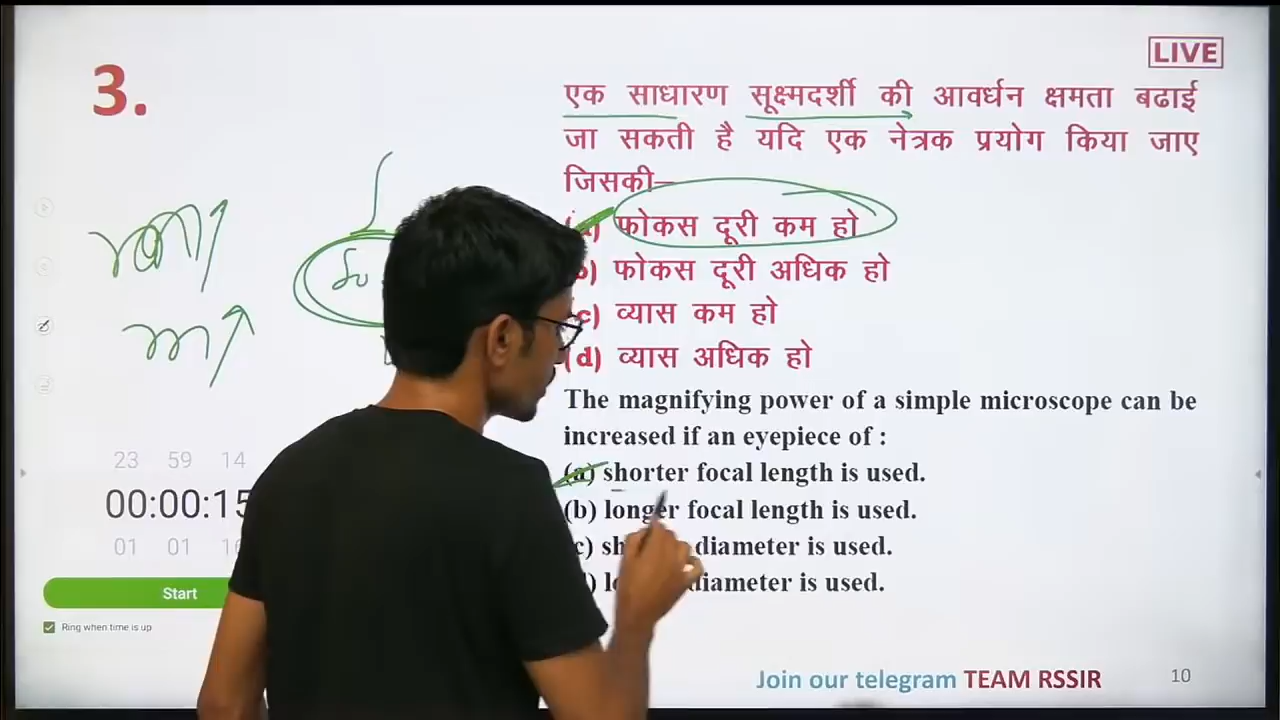 3.
LIVE
एक साधारण सूक्ष्मदर्शी की आवर्धन क्षमता बढाई
जा सकती है यदि एक नेत्रक प्रयोग किया जाए
जिसकी–
(a) फोकस दूरी कम हो
b) फोकस दूरी अधिक हो
(c) व्यास कम हो
(d) व्यास अधिक हो
The magnifying power of a simple microscope can be
increased if an eyepiece of :
(a) shorter focal length is used.
(b) longer focal length is used.
c) diameter is used.
diameter is used.
23 59 14
00:00:15
01 01 16
Start
Ring when time is up
Join our telegram TEAM RSSIR
10